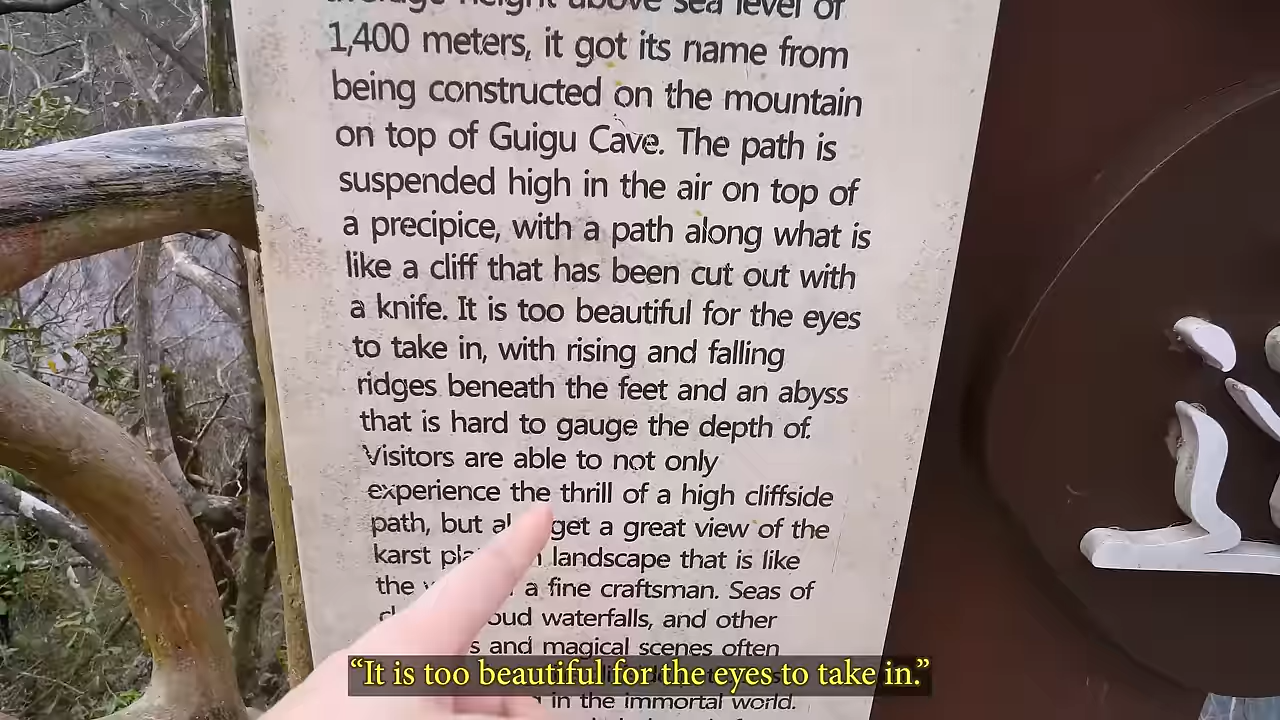 average height above sea level of
1,400 meters, it got its name from
being constructed on the mountain
on top of Guigu Cave. The path is
suspended high in the air on top of
a precipice, with a path along what is
like a cliff that has been cut out with
a knife. It is too beautiful for the eyes
to take in, with rising and falling
ridges beneath the feet and an abyss
that is hard to gauge the depth of.
Visitors are able to not only
experience the thrill of a high cliffside
path, but get a great view of the
karst landscape that is like
the a fine craftsman. Seas of
waterfalls, and other
and magical scenes often
“It is too beautiful for the eyes to take in.”
in the immortal world.